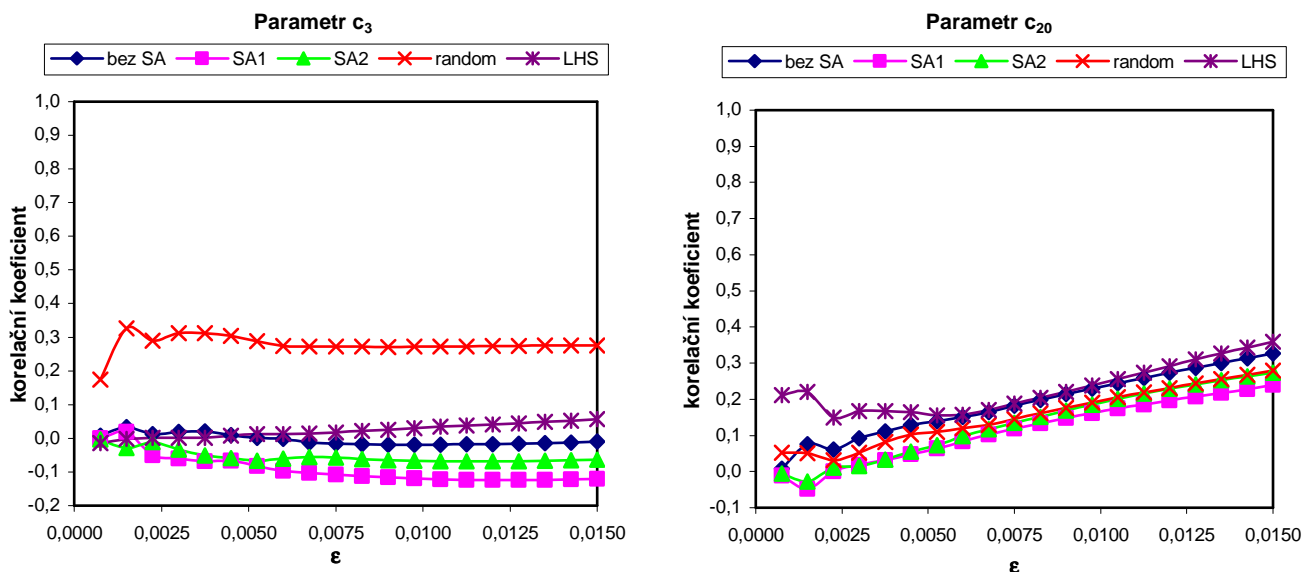 Parametr c3
bez SA SA1 SA2 random LHS
1,0
0,9
0,8
0,7
0,6
0,5
0,4
0,3
0,2
0,1
0,0
-0,1
-0,2
korelační koeficient
0,0000 0,0025 0,0050 0,0075 0,0100 0,0125 0,0150
ε
Parametr c20
bez SA SA1 SA2 random LHS
1,0
0,9
0,8
0,7
0,6
0,5
0,4
0,3
0,2
0,1
0,0
-0,1
korelační koeficient
0,0000 0,0025 0,0050 0,0075 0,0100 0,0125 0,0150
ε